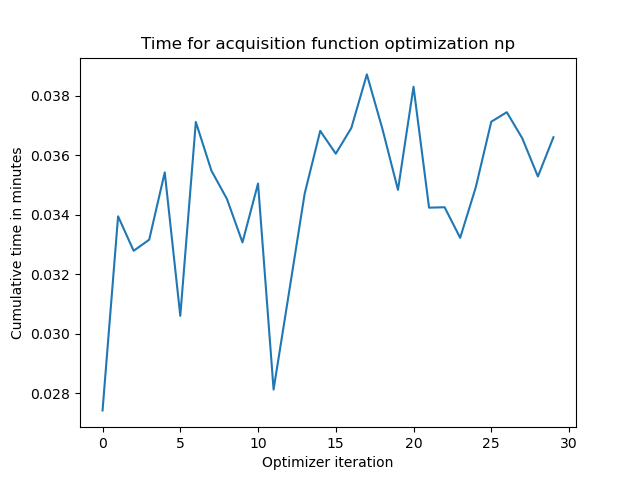 Time for acquisition function optimization np
Cumulative time in minutes
0.038
0.036
0.034
0.032
0.030
0.028
0 5 10 15 20 25 30
Optimizer iteration